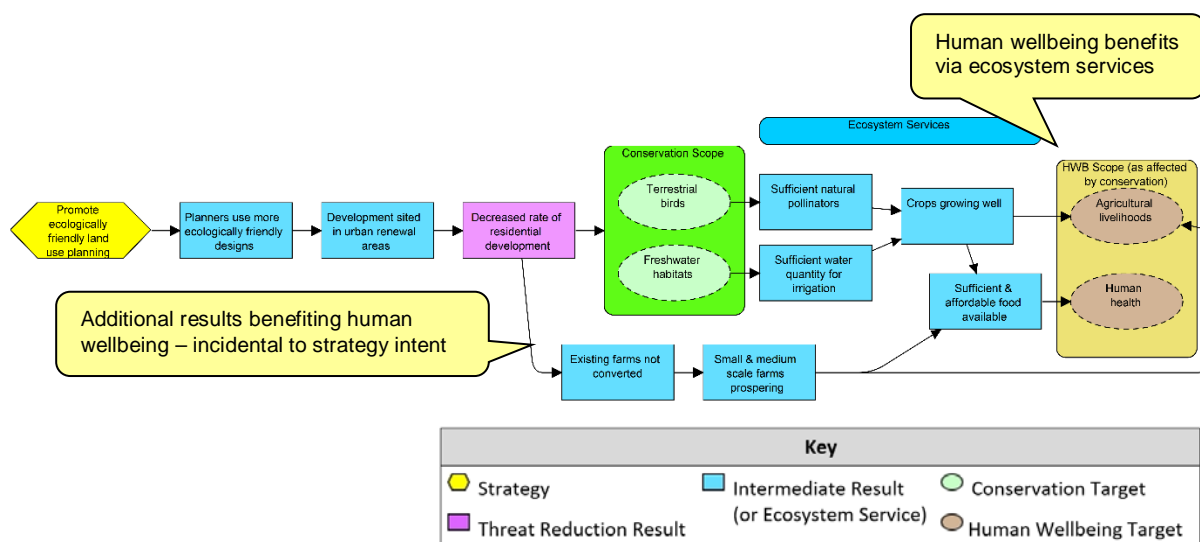 Human wellbeing benefits
via ecosystem services
Ecosystem Services
Conservation Scope
HWB Scope (as affected
by conservation)
Promote
ecologically
friendly land
use planning
Planners use more
ecologically friendly
designs
Development sited
in urban renewal
areas
Decreased rate of
residential
development
Terrestrial
birds
Freshwater
habitats
Sufficient natural
pollinators
Sufficient water
quantity for
irrigation
Crops growing well
Sufficient &
affordable food
available
Agricultural
livelihoods
Human
health
Additional results benefiting human
wellbeing – incidental to strategy intent
Existing farms not
converted
Small & medium
scale farms
prospering
Key
Strategy
Intermediate Result
(or Ecosystem Service)
Conservation Target
Threat Reduction Result
Human Wellbeing Target